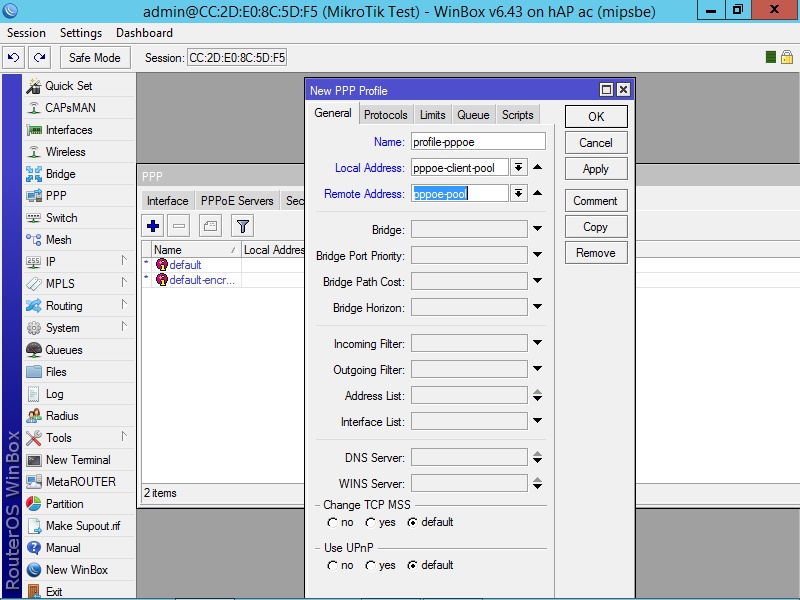 admin@CC:2D:E0:8C:5D:F5 (MikroTik Test) - WinBox v6.43 on hAP ac (mipsbe)
Session Settings Dashboard
Safe Mode Session: CC:2D:E0:8C:5D:F5
Quick Set
CAPsMAN
Interfaces
Wireless
Bridge
PPP
Switch
Mesh
IP
MPLS
Routing
System
Queues
Files
Log
Radius
Tools
New Terminal
MetaROUTER
Partition
Make Supout.rif
Manual
New WinBox
Exit
RouterOS WinBox
PPP
Interface PPPoE Servers Sec
Name Local Addres
* default
* default-encr...
2 items
New PPP Profile
General Protocols Limits Queue Scripts
Name: profile-pppoe
Local Address: pppoe-client-pool
Remote Address: pppoe-pool
Bridge:
Bridge Port Priority:
Bridge Path Cost:
Bridge Horizon:
Incoming Filter:
Outgoing Filter:
Address List:
Interface List:
DNS Server:
WINS Server:
Change TCP MSS
no yes default
Use UPnP
no yes default
OK
Cancel
Apply
Comment
Copy
Remove